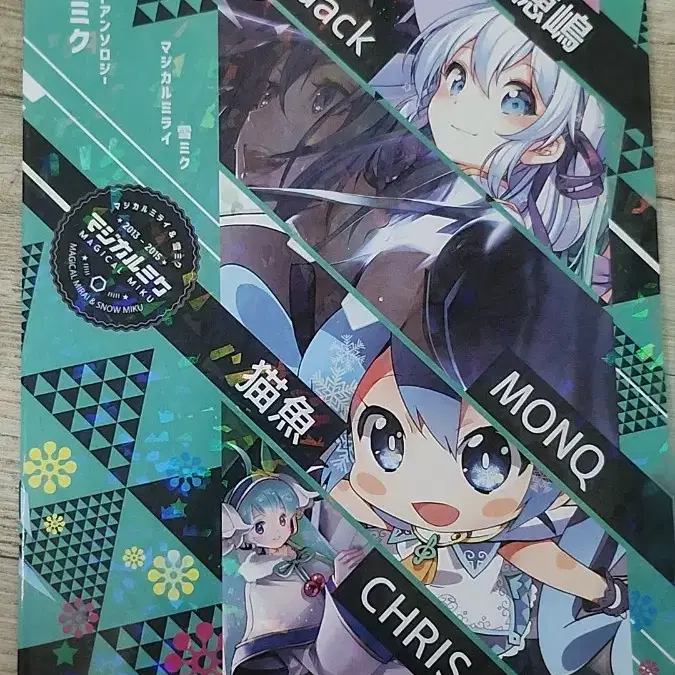 ミク
アンソロジー
マジカルミライ
雪ミク
ack
想嶋
マジカルミライ & 雪ミク
★2013-2015★
マジカルミク
MAGICAL MIKU
MAGICAL MIRAI & SNOW MIKU
猫魚
MONQ
CHRIS